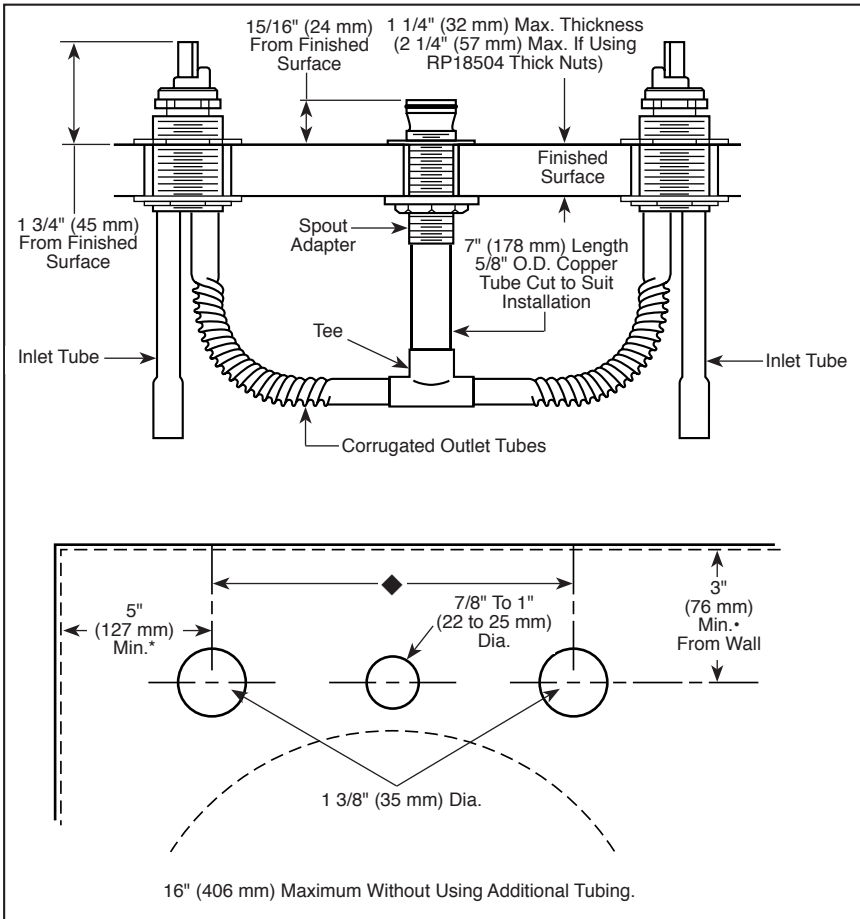 15/16" (24 mm)
From Finished
Surface
1 1/4" (32 mm) Max. Thickness
(2 1/4" (57 mm) Max. If Using
RP18504 Thick Nuts)
Finished
Surface
1 3/4" (45 mm)
From Finished
Surface
Spout
Adapter
7" (178 mm) Length
5/8" O.D. Copper
Tube Cut to Suit
Installation
Tee
Inlet Tube
Inlet Tube
Corrugated Outlet Tubes
5"
(127 mm)
Min.*
7/8" To 1"
(22 to 25 mm)
Dia.
3"
(76 mm)
Min.•
From Wall
1 3/8" (35 mm) Dia.
16" (406 mm) Maximum Without Using Additional Tubing.